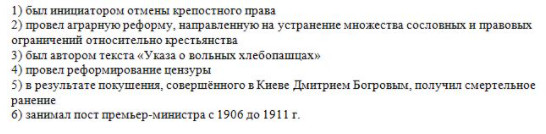 1) был инициатором отмены крепостного права
2) провел аграрную реформу, направленную на устранение множества сословных и правовых
ограничений относительно крестьянства
3) был автором текста «Указа о вольных хлебопашцах»
4) провел реформирование цензуры
5) в результате покушения, совершённого в Киеве Дмитрием Богровым, получил смертельное
ранение
6) занимал пост премьер-министра с 1906 до 1911 г.